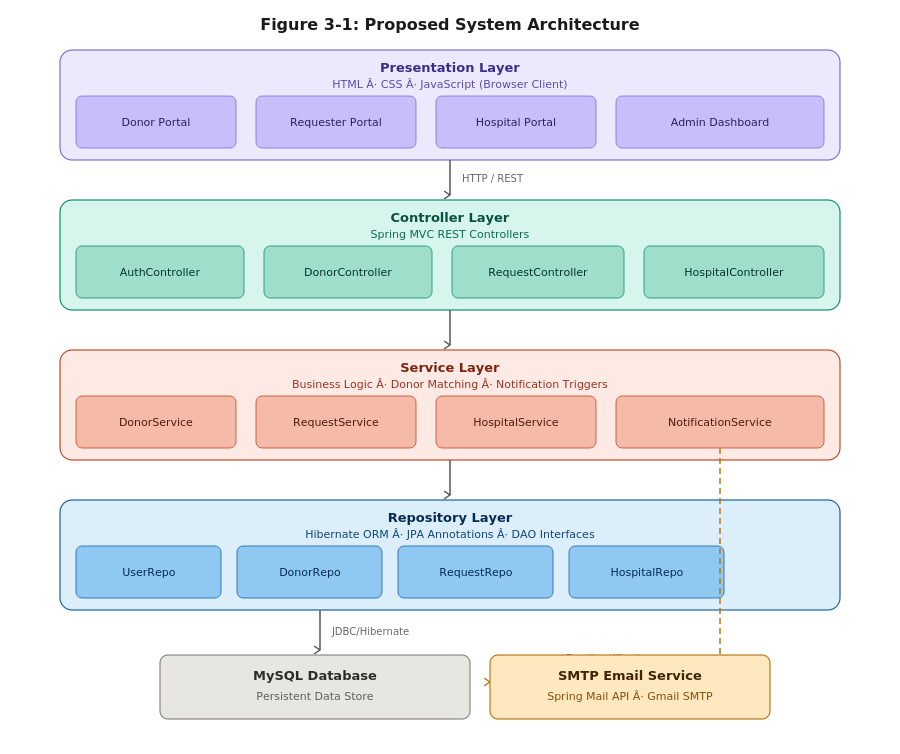 Figure 3-1: Proposed System Architecture
Presentation Layer
HTML Â· CSS Â· JavaScript (Browser Client)
Donor Portal
Requester Portal
Hospital Portal
Admin Dashboard
HTTP / REST
Controller Layer
Spring MVC REST Controllers
AuthController
DonorController
RequestController
HospitalController
Service Layer
Business Logic Â· Donor Matching Â· Notification Triggers
DonorService
RequestService
HospitalService
NotificationService
Repository Layer
Hibernate ORM Â· JPA Annotations Â· DAO Interfaces
UserRepo
DonorRepo
RequestRepo
HospitalRepo
JDBC/Hibernate
MySQL Database
Persistent Data Store
SMTP Email Service
Spring Mail API Â· Gmail SMTP